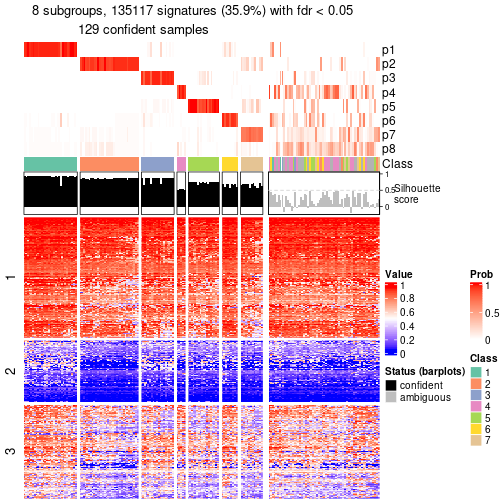 8 subgroups, 135117 signatures (35.9%) with fdr < 0.05
129 confident samples
p1
p2
p3
p4
p5
p6
p7
p8
Class
1
0.5
0
Silhouette
score
1
2
3
Value
1
0.8
0.6
0.4
0.2
0
Status (barplots)
confident
ambiguous
Prob
1
0.5
0
Class
1
2
3
4
5
6
7